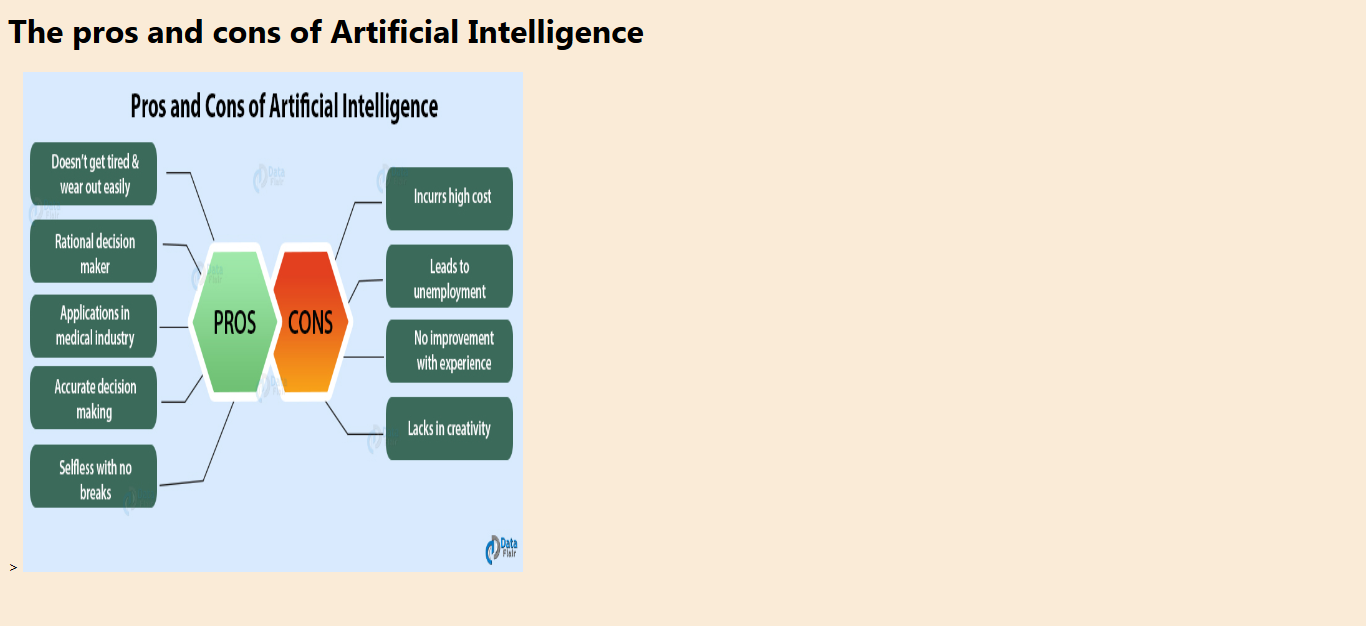 The pros and cons of Artificial Intelligence
Pros and Cons of Artificial Intelligence
Doesn't get tired &
wear out easily
Rational decision
maker
Applications in
medical industry
Accurate decision
making
Selfless with no
breaks
PROS
CONS
Incurrs high cost
Leads to
unemployment
No improvement
with experience
Lacks in creativity
Data
Flair
Data
Flair
>